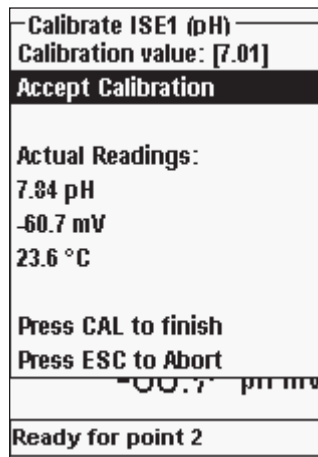 Calibrate ISE1 (pH)
Calibration value: [7.01]
Accept Calibration
Actual Readings:
7.84 pH
-60.7 mV
23.6 °C
Press CAL to finish
Press ESC to Abort
Ready for point 2